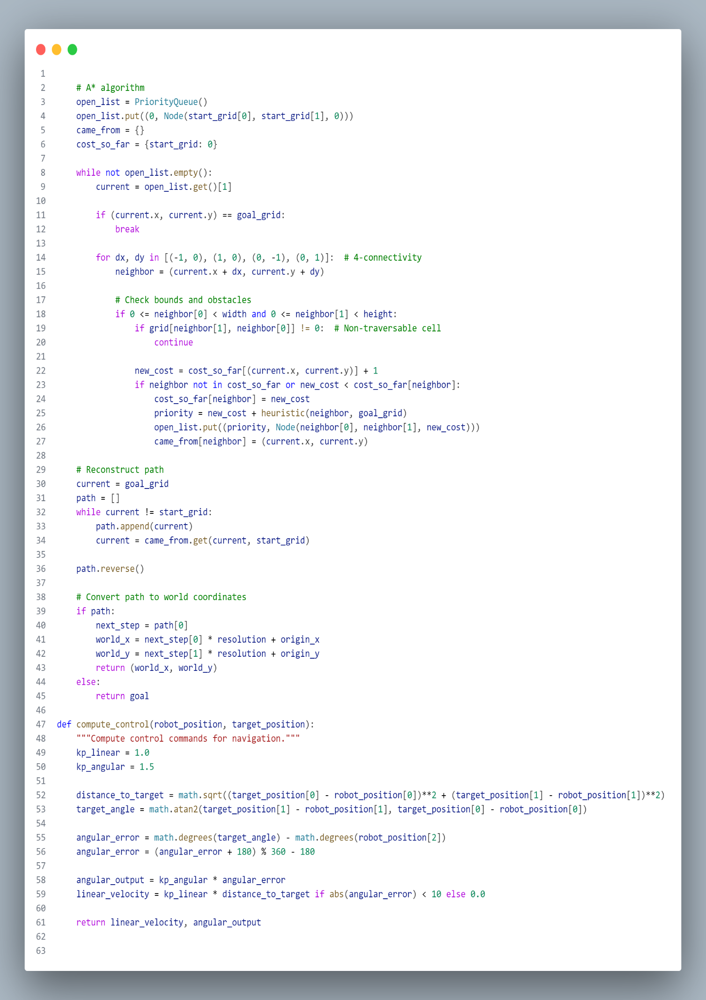 1
2    # A* algorithm
3    open_list = PriorityQueue()
4    open_list.put((0, Node(start_grid[0], start_grid[1], 0)))
5    came_from = {}
6    cost_so_far = {start_grid: 0}
7
8    while not open_list.empty():
9        current = open_list.get()[1]
10
11        if (current.x, current.y) == goal_grid:
12            break
13
14        for dx, dy in [(-1, 0), (1, 0), (0, -1), (0, 1)]:  # 4-connectivity
15            neighbor = (current.x + dx, current.y + dy)
16
17            # Check bounds and obstacles
18            if 0 <= neighbor[0] < width and 0 <= neighbor[1] < height:
19                if grid[neighbor[1], neighbor[0]] != 0:  # Non-traversable cell
20                    continue
21
22                new_cost = cost_so_far[(current.x, current.y)] + 1
23                if neighbor not in cost_so_far or new_cost < cost_so_far[neighbor]:
24                    cost_so_far[neighbor] = new_cost
25                    priority = new_cost + heuristic(neighbor, goal_grid)
26                    open_list.put((priority, Node(neighbor[0], neighbor[1], new_cost)))
27                    came_from[neighbor] = (current.x, current.y)
28
29    # Reconstruct path
30    current = goal_grid
31    path = []
32    while current != start_grid:
33        path.append(current)
34        current = came_from.get(current, start_grid)
35
36    path.reverse()
37
38    # Convert path to world coordinates
39    if path:
40        next_step = path[0]
41        world_x = next_step[0] * resolution + origin_x
42        world_y = next_step[1] * resolution + origin_y
43        return (world_x, world_y)
44    else:
45        return goal
46
47def compute_control(robot_position, target_position):
48    """Compute control commands for navigation."""
49    kp_linear = 1.0
50    kp_angular = 1.5
51
52    distance_to_target = math.sqrt((target_position[0] - robot_position[0])**2 + (target_position[1] - robot_position[1])**2)
53    target_angle = math.atan2(target_position[1] - robot_position[1], target_position[0] - robot_position[0])
54
55    angular_error = math.degrees(target_angle) - math.degrees(robot_position[2])
56    angular_error = (angular_error + 180) % 360 - 180
57
58    angular_output = kp_angular * angular_error
59    linear_velocity = kp_linear * distance_to_target if abs(angular_error) < 10 else 0.0
60
61    return linear_velocity, angular_output
62
63